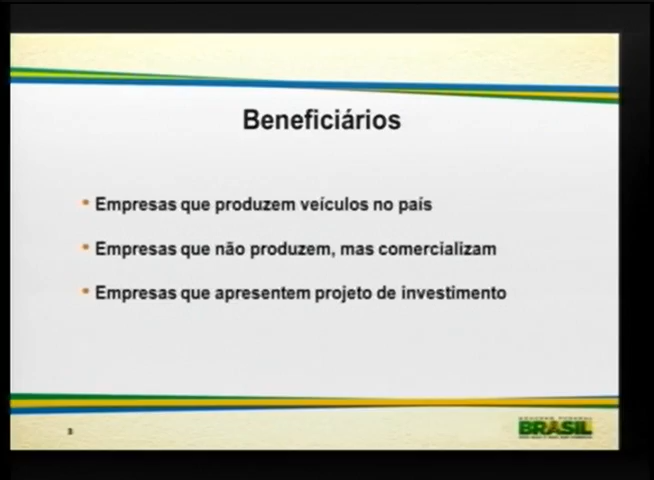 Beneficiários
Empresas que produzem veículos no país
Empresas que não produzem, mas comercializam
Empresas que apresentem projeto de investimento
BRASIL